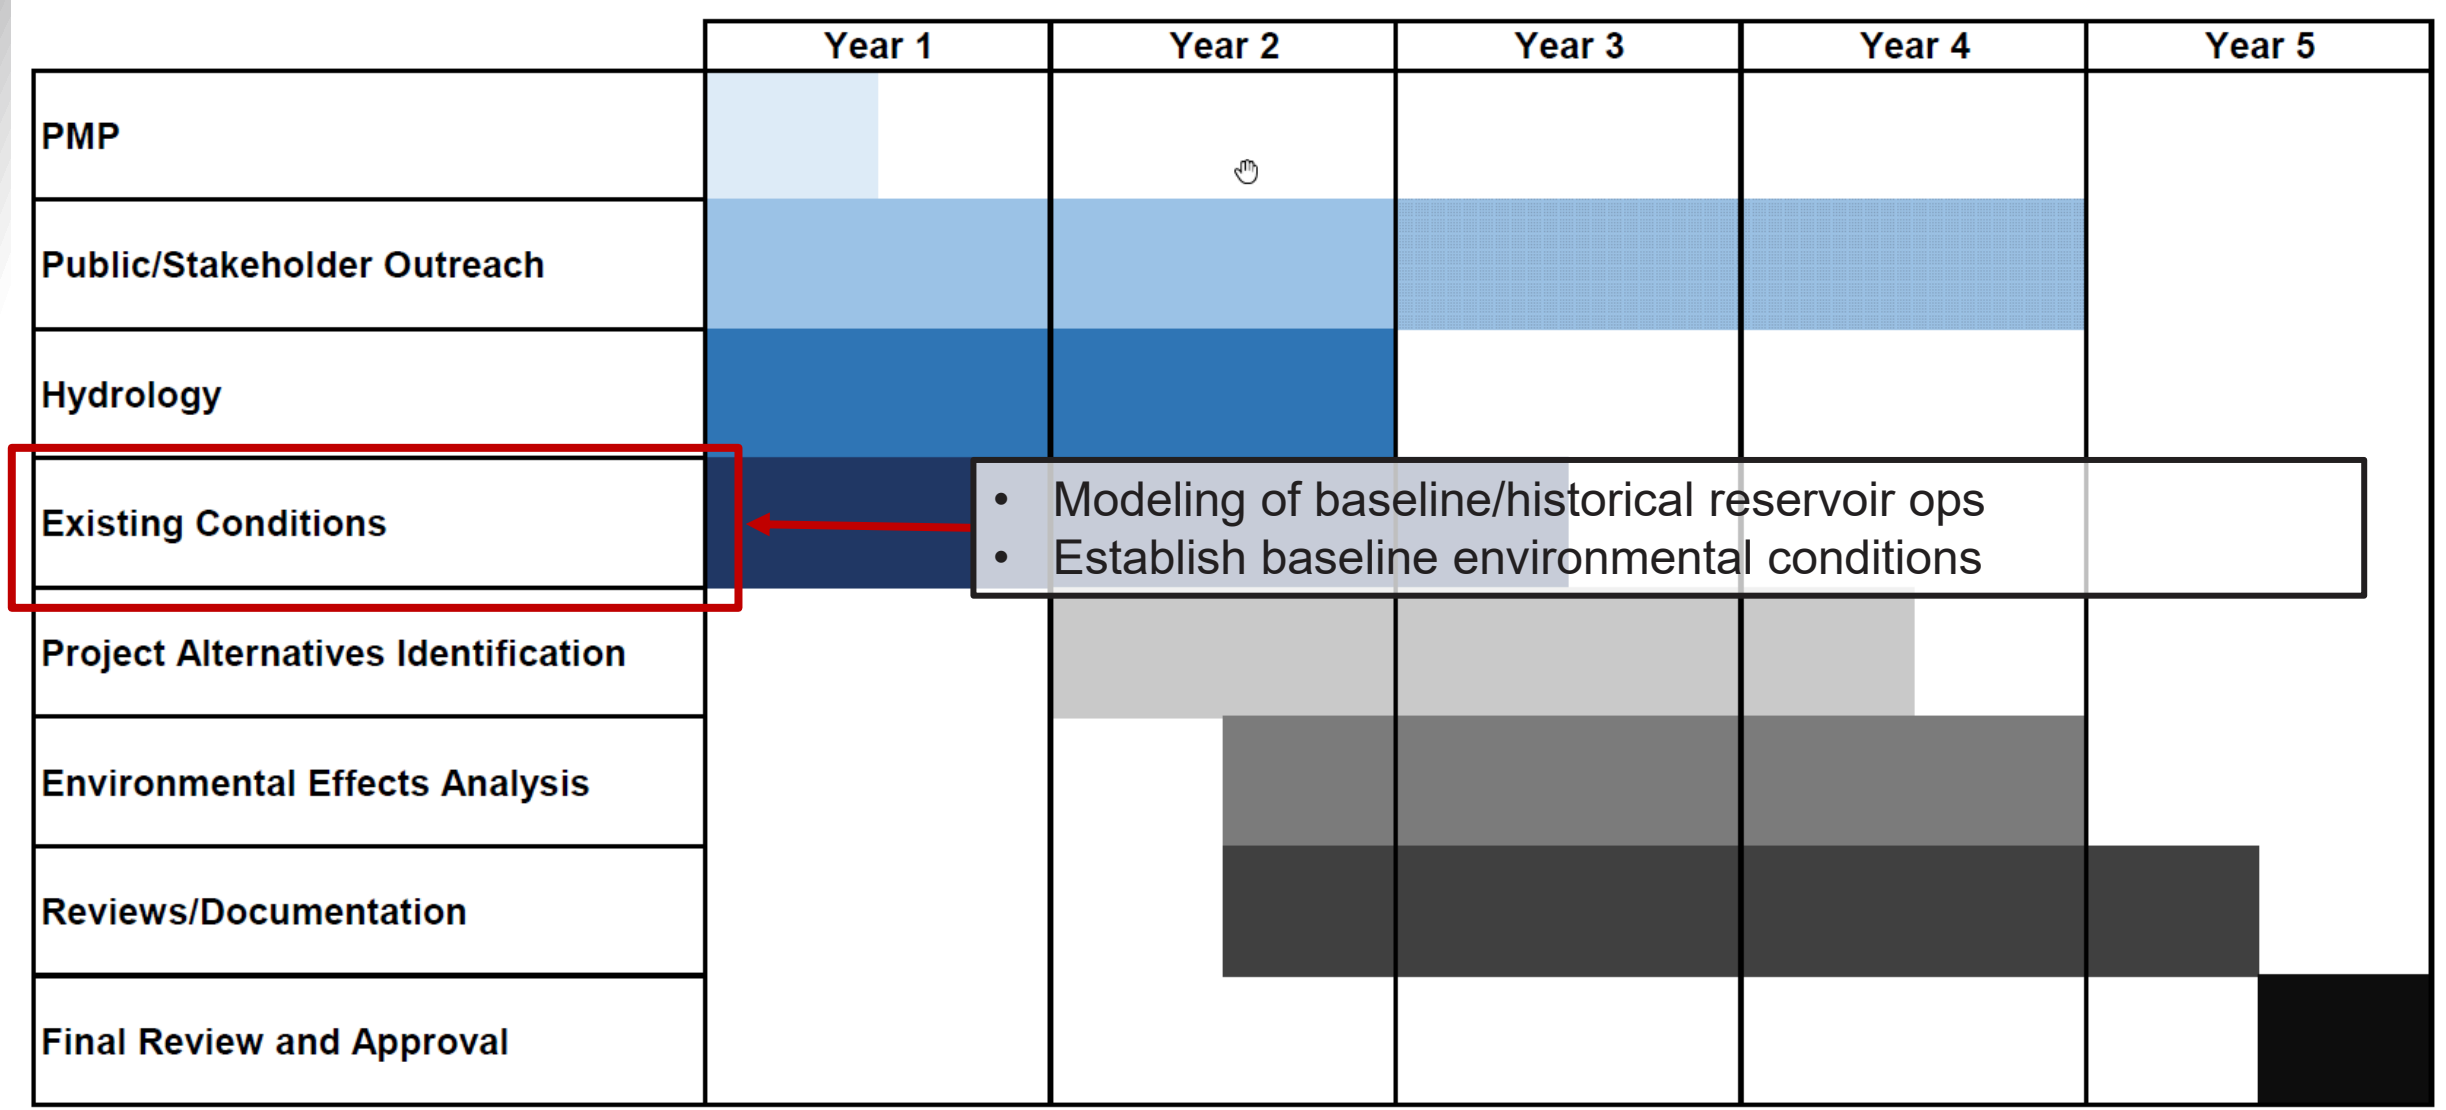 Year 1 Year 2 Year 3 Year 4 Year 5
PMP
Public/Stakeholder Outreach
Hydrology
Existing Conditions
• Modeling of baseline/historical reservoir ops
• Establish baseline environmental conditions
Project Alternatives Identification
Environmental Effects Analysis
Reviews/Documentation
Final Review and Approval